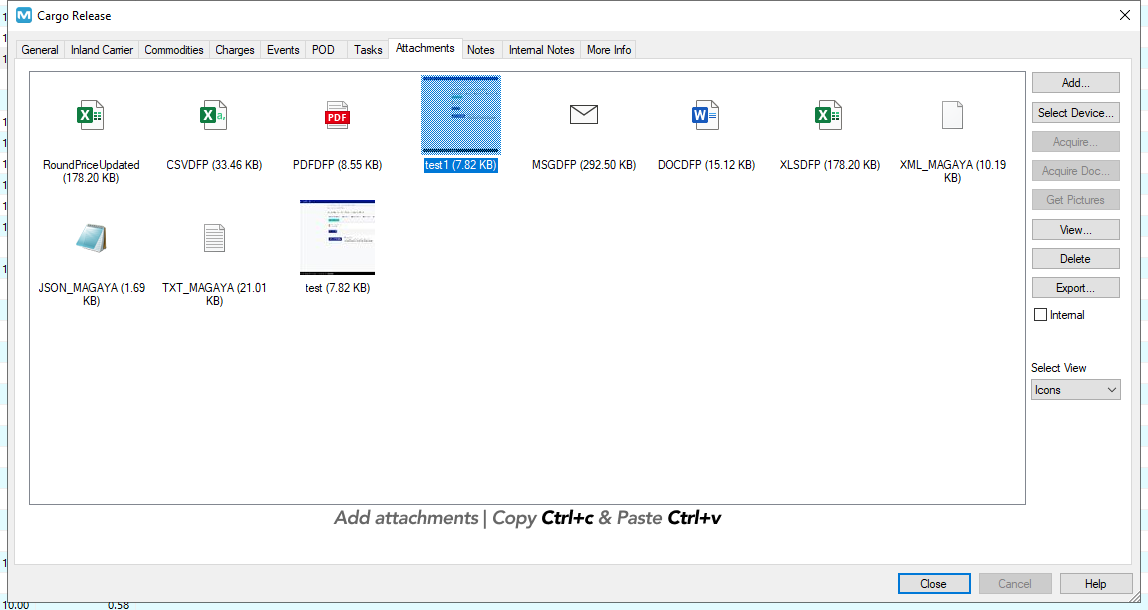 Cargo Release
General Inland Carrier Commodities Charges Events POD Tasks Attachments Notes Internal Notes More Info
RoundPriceUpdated
(178.20 KB)
CSVDFP (33.46 KB)
PDF
PDFDFP (8.55 KB)
test1 (7.82 KB)
MSGDFP (292.50 KB)
DOCDFP (15.12 KB)
XLSDFP (178.20 KB)
XML_MAGAYA (10.19
KB)
JSON_MAGAYA (1.69
KB)
TXT_MAGAYA (21.01
KB)
test (7.82 KB)
Add...
Select Device...
Acquire...
Acquire Doc...
Get Pictures
View...
Delete
Export...
Internal
Select View
Icons
Add attachments | Copy Ctrl+c & Paste Ctrl+v
Close Cancel Help
10.00 0.58